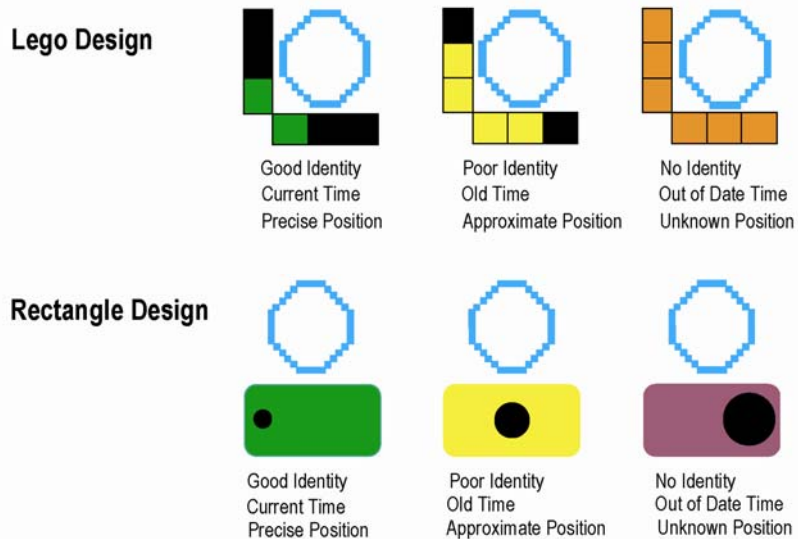 Lego Design
Good Identity
Current Time
Precise Position
Poor Identity
Old Time
Approximate Position
No Identity
Out of Date Time
Unknown Position
Rectangle Design
Good Identity
Current Time
Precise Position
Poor Identity
Old Time
Approximate Position
No Identity
Out of Date Time
Unknown Position